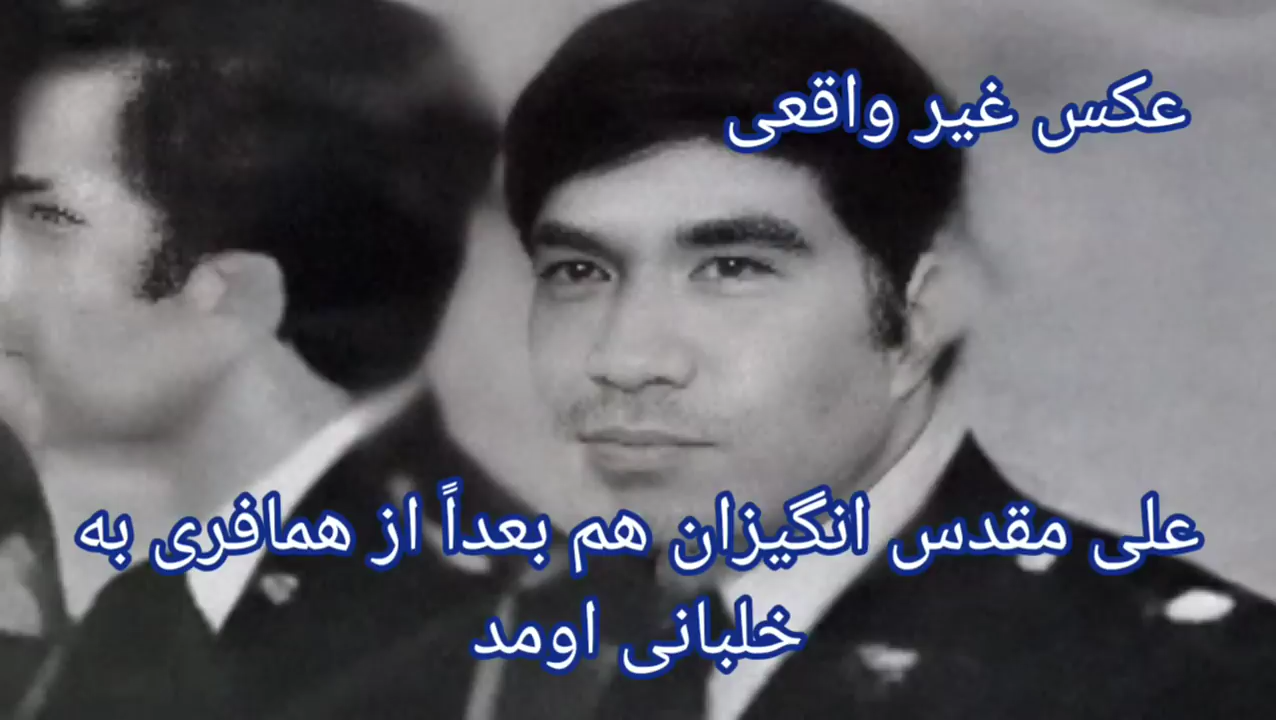 عکس غیر واقعی
علی مقدس انگیزان هم بعداً از همافری به
خلبانی اومد